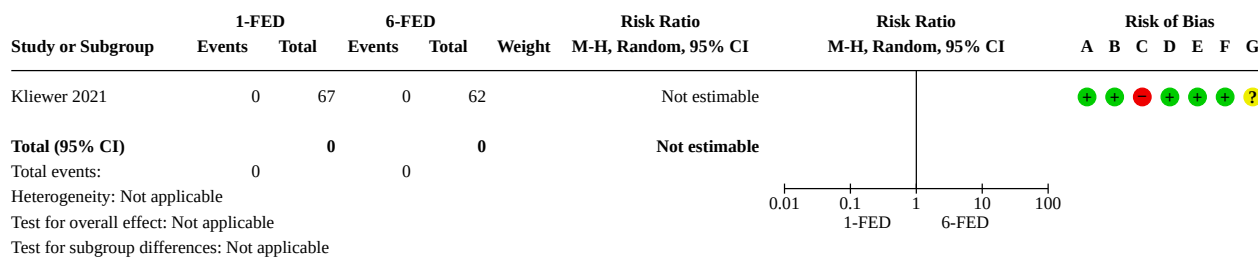 1-FED 6-FED Risk Ratio Risk Ratio Risk of Bias
Study or Subgroup Events Total Events Total Weight M-H, Random, 95% CI M-H, Random, 95% CI A B C D E F G
Kliewer 2021 0 67 0 62 Not estimable + + − + + + ?
Total (95% CI) 0 0 Not estimable
Total events: 0 0
Heterogeneity: Not applicable
0.01 0.1 1 10 100
Test for overall effect: Not applicable 1-FED 6-FED
Test for subgroup differences: Not applicable